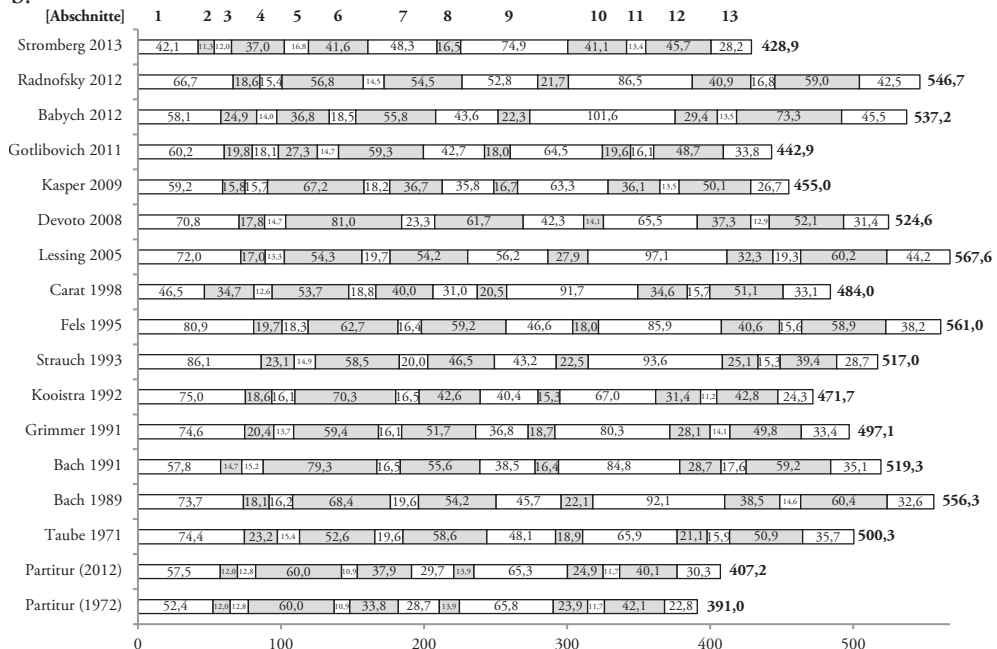 [Abschnitte] 1 2 3 4 5 6 7 8 9 10 11 12 13
Stromberg 2013 42,1 11,3 12,0 37,0 16,8 41,6 48,3 16,5 74,9 41,1 13,4 45,7 28,2 428,9
Radnofsky 2012 66,7 18,6 15,4 56,8 14,5 54,5 52,8 21,7 86,5 40,9 16,8 59,0 42,5 546,7
Babych 2012 58,1 24,9 14,0 36,8 18,5 55,8 43,6 22,3 101,6 29,4 13,5 73,3 45,5 537,2
Gotlibovich 2011 60,2 19,8 18,1 27,3 14,7 59,3 42,7 18,0 64,5 19,6 16,1 48,7 33,8 442,9
Kasper 2009 59,2 15,8 15,7 67,2 18,2 36,7 35,8 16,7 63,3 36,1 13,5 50,1 26,7 455,0
Devoto 2008 70,8 17,8 14,7 81,0 23,3 61,7 42,3 14,1 65,5 37,3 12,9 52,1 31,4 524,6
Lessing 2005 72,0 17,0 13,3 54,3 19,7 54,2 56,2 27,9 97,1 32,3 19,3 60,2 44,2 567,6
Carat 1998 46,5 34,7 12,6 53,7 18,8 40,0 31,0 20,5 91,7 34,6 15,7 51,1 33,1 484,0
Fels 1995 80,9 19,7 18,3 62,7 16,4 59,2 46,6 18,0 85,9 40,6 15,6 58,9 38,2 561,0
Strauch 1993 86,1 23,1 14,9 58,5 20,0 46,5 43,2 22,5 93,6 25,1 15,3 39,4 28,7 517,0
Kooistra 1992 75,0 18,6 16,1 70,3 16,5 42,6 40,4 15,3 67,0 31,4 11,2 42,8 24,3 471,7
Grimmer 1991 74,6 20,4 13,7 59,4 16,1 51,7 36,8 18,7 80,3 28,1 14,1 49,8 33,4 497,1
Bach 1991 57,8 14,7 15,2 79,3 16,5 55,6 38,5 16,4 84,8 28,7 17,6 59,2 35,1 519,3
Bach 1989 73,7 18,1 16,2 68,4 19,6 54,2 45,7 22,1 92,1 38,5 14,6 60,4 32,6 556,3
Taube 1971 74,4 23,2 15,4 52,6 19,6 58,6 48,1 18,9 65,9 21,1 15,9 50,9 35,7 500,3
Partitur (2012) 57,5 12,0 12,8 60,0 10,9 37,9 29,7 13,9 65,3 24,9 11,7 40,1 30,3 407,2
Partitur (1972) 52,4 12,0 12,8 60,0 10,9 33,8 28,7 13,9 65,8 23,9 11,7 42,1 22,8 391,0
0 100 200 300 400 500